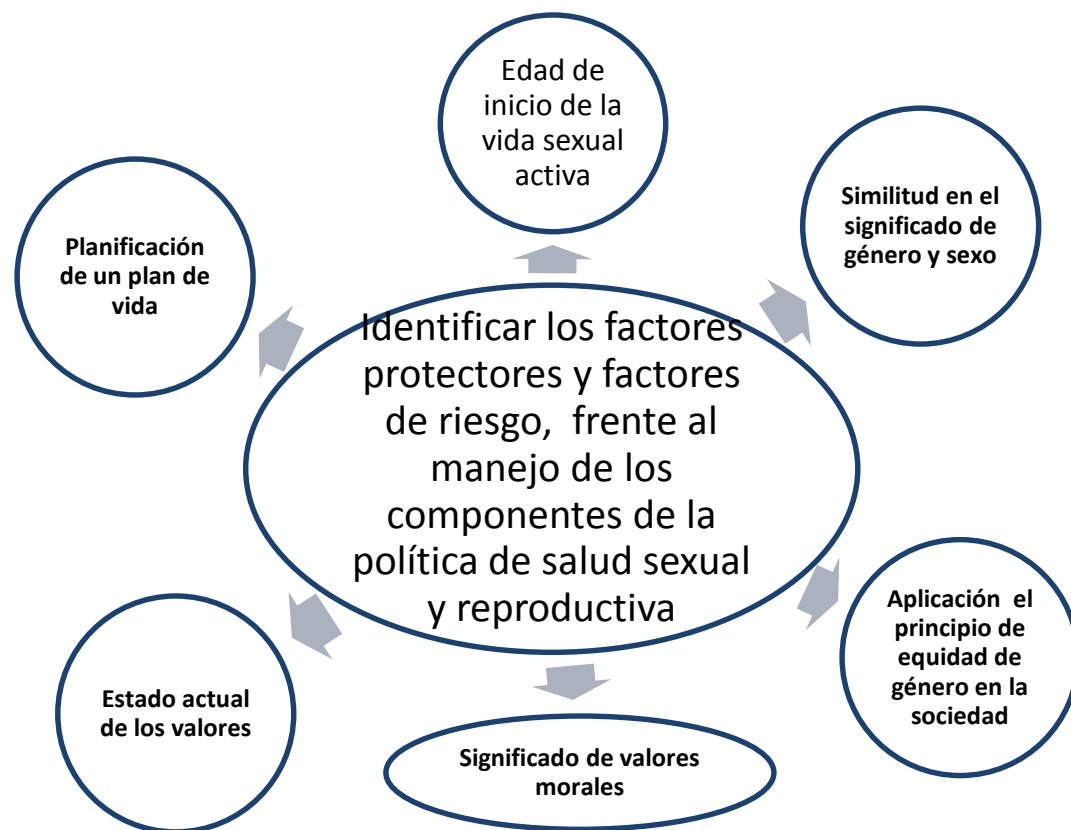 Edad de
inicio de la
vida sexual
activa
Similitud en el
significado de
género y sexo
Planificación
de un plan de
vida
Identificar los factores
protectores y factores
de riesgo,  frente al
manejo de los
componentes de la
política de salud sexual
y reproductiva
Aplicación  el
principio de
equidad de
género en la
sociedad
Estado actual
de los valores
Significado de valores
morales